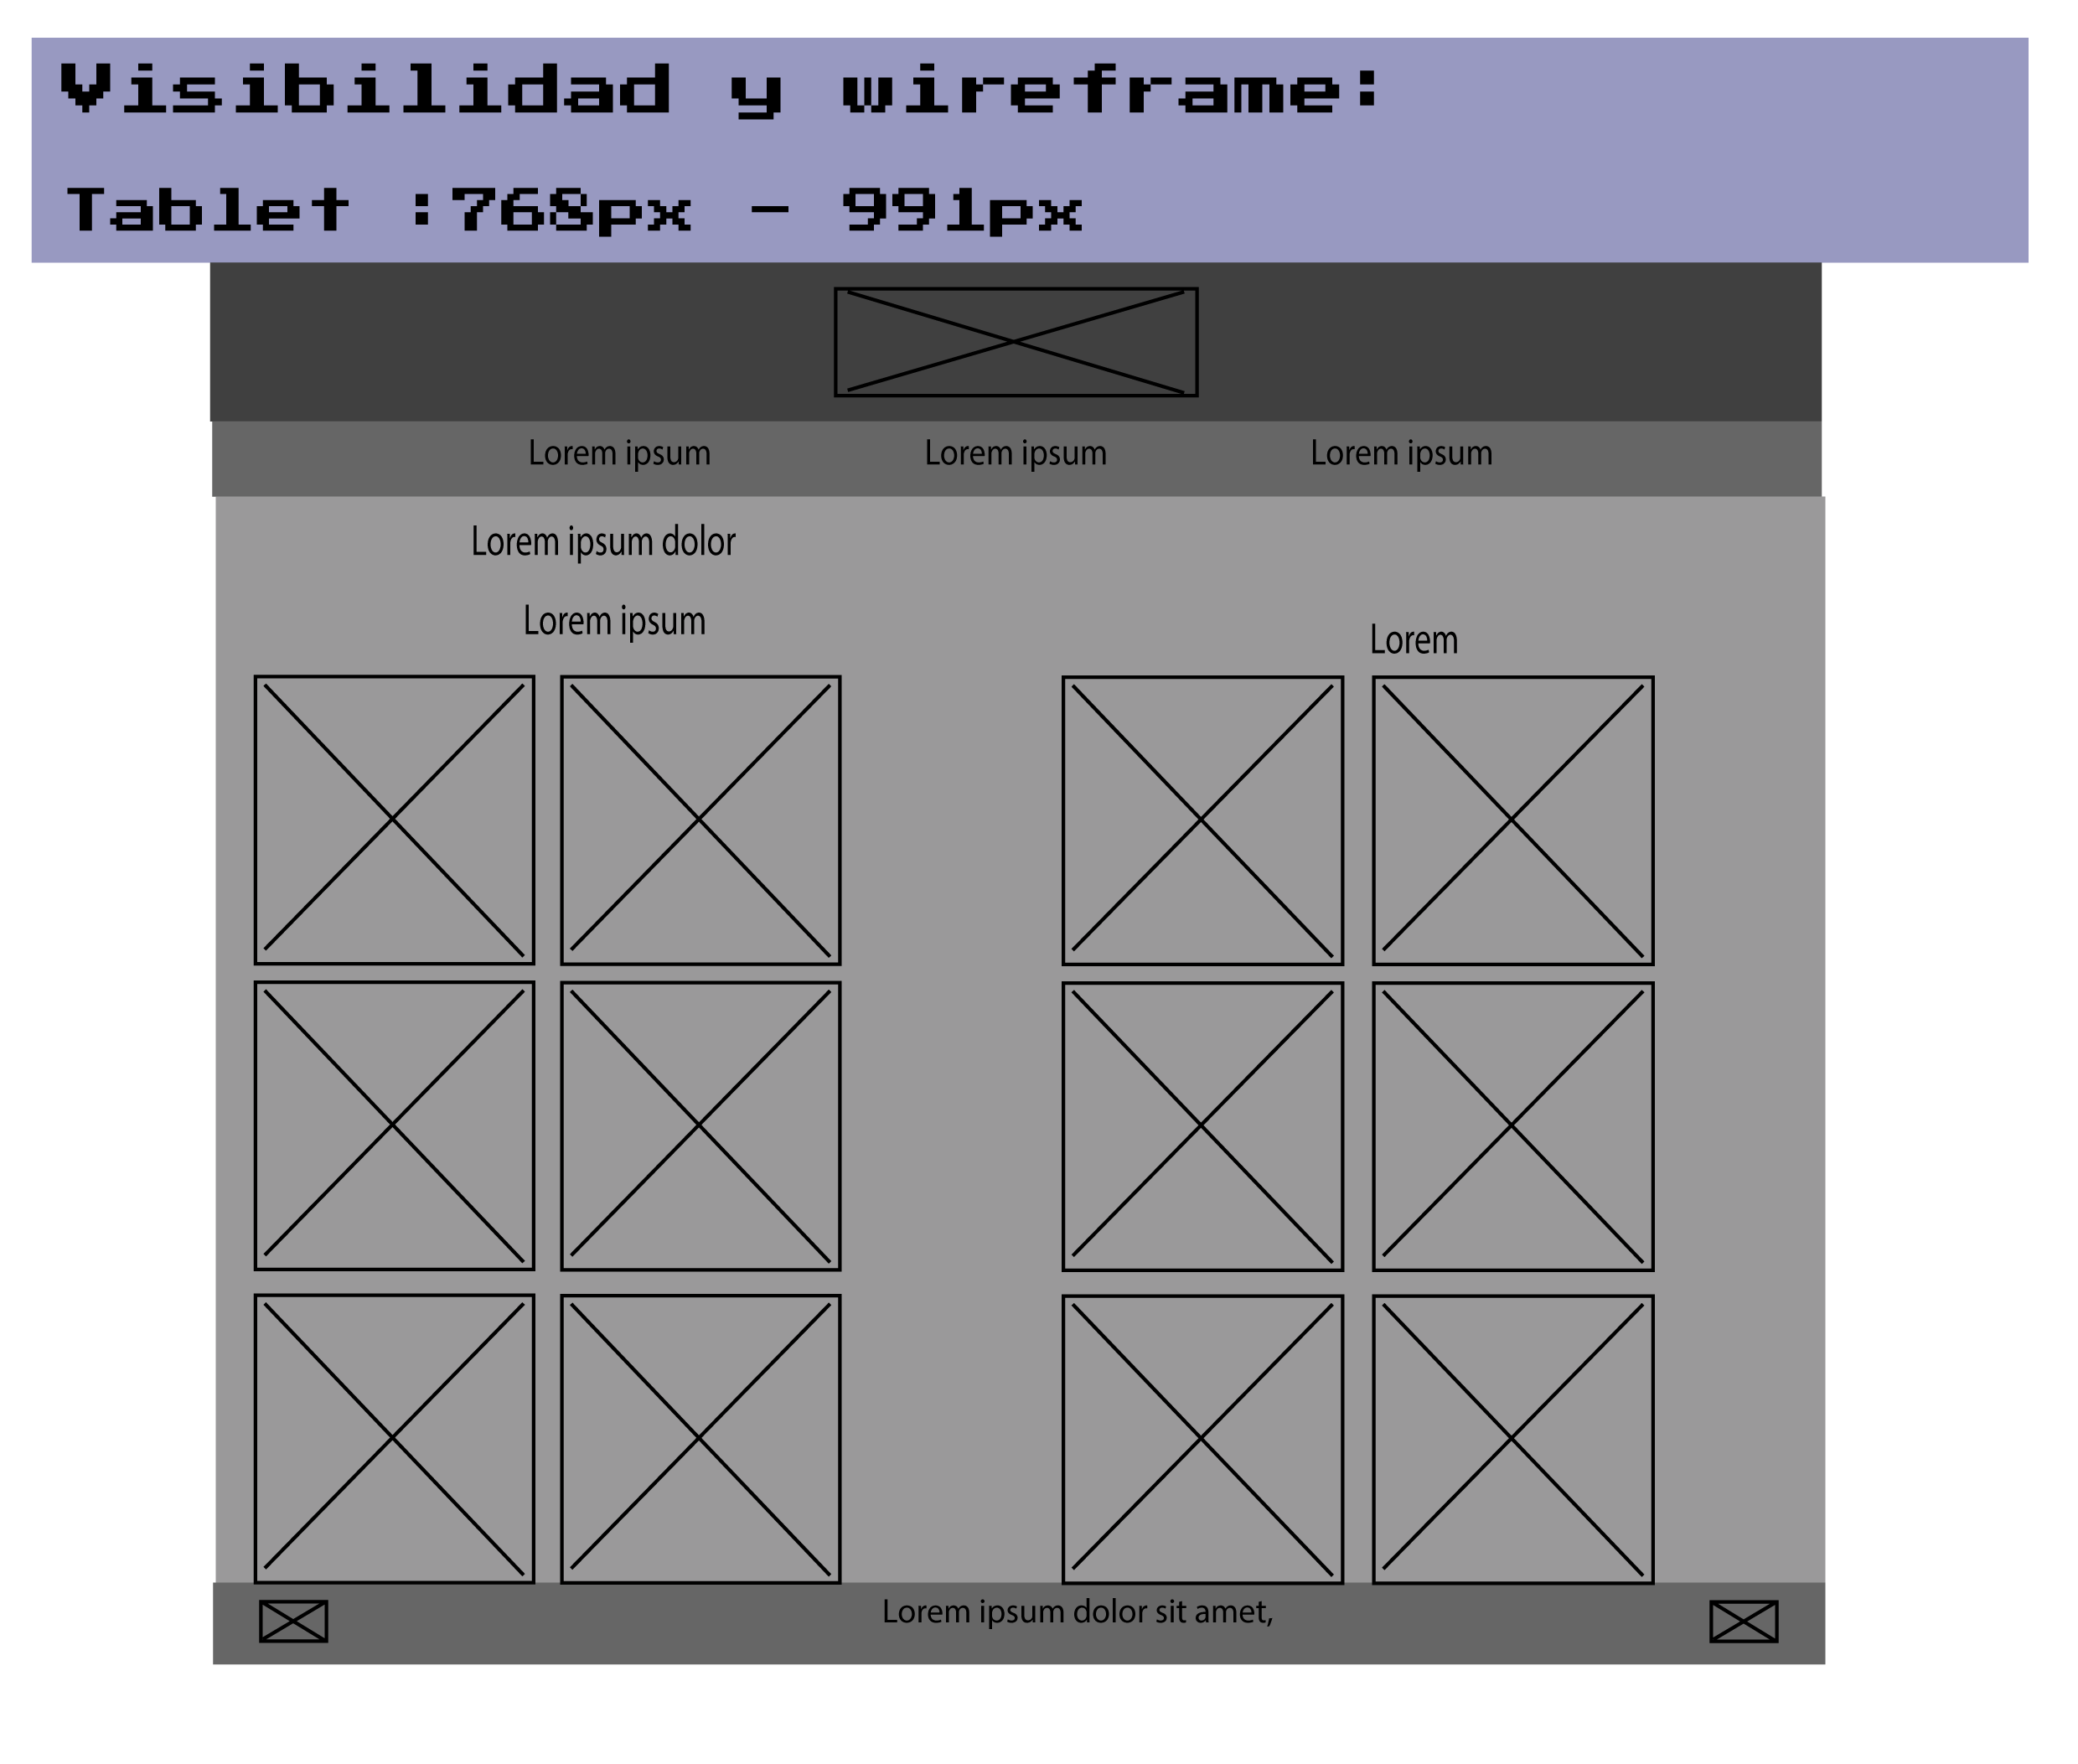 Visibilidad y wireframe:
Tablet :768px - 991px
Lorem ipsum Lorem ipsum Lorem ipsum
Lorem ipsum dolor
Lorem ipsum
Lorem
Lorem ipsum dolor sit amet,